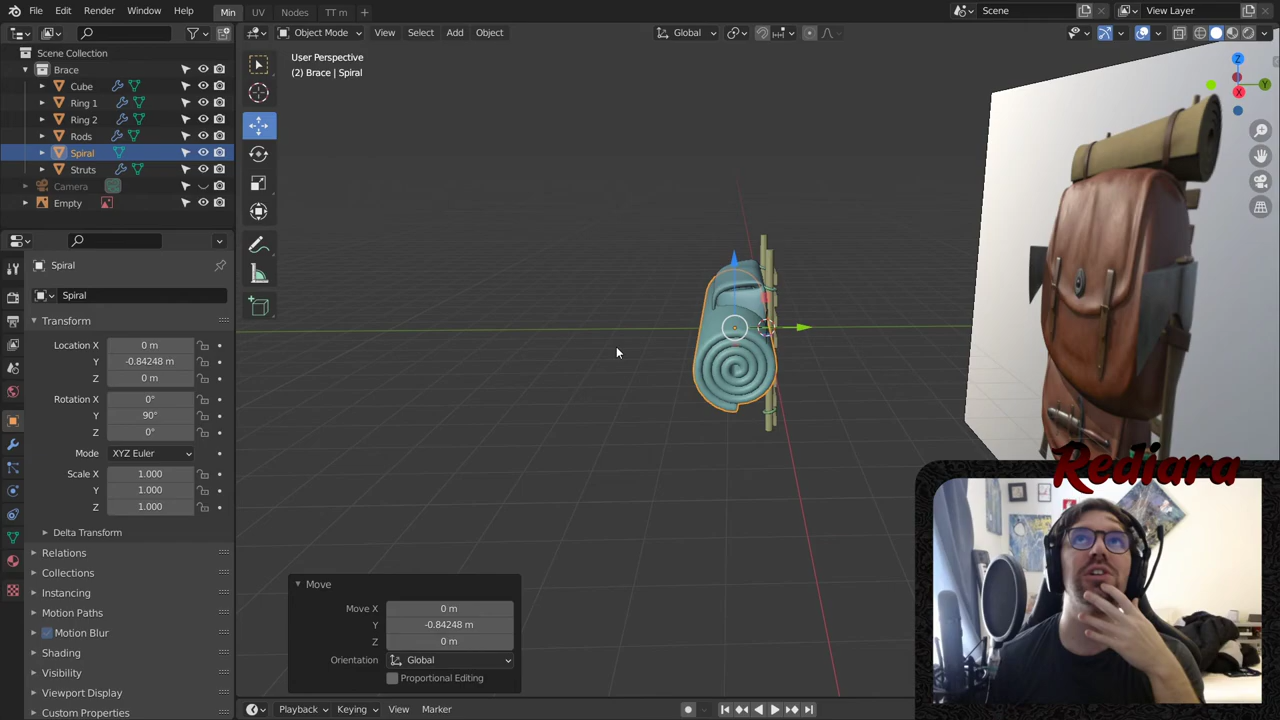 File Edit Render Window Help Min UV Nodes TT m + Scene View Layer
Object Mode View Select Add Object Global
Scene Collection
Brace
Cube
Ring 1
Ring 2
Rods
Spiral
Struts
Camera
Empty
User Perspective
(2) Brace | Spiral
Z
Y
X
Spiral
Spiral
Transform
Location X 0 m
Y -0.84248 m
Z 0 m
Rotation X 0°
Y 90°
Z 0°
Mode XYZ Euler
Scale X 1.000
Y 1.000
Z 1.000
Delta Transform
Relations
Collections
Instancing
Motion Paths
Motion Blur
Shading
Visibility
Viewport Display
Custom Properties
Move
Move X 0 m
Y -0.84248 m
Z 0 m
Orientation Global
Proportional Editing
Rediara
Playback Keying View Marker